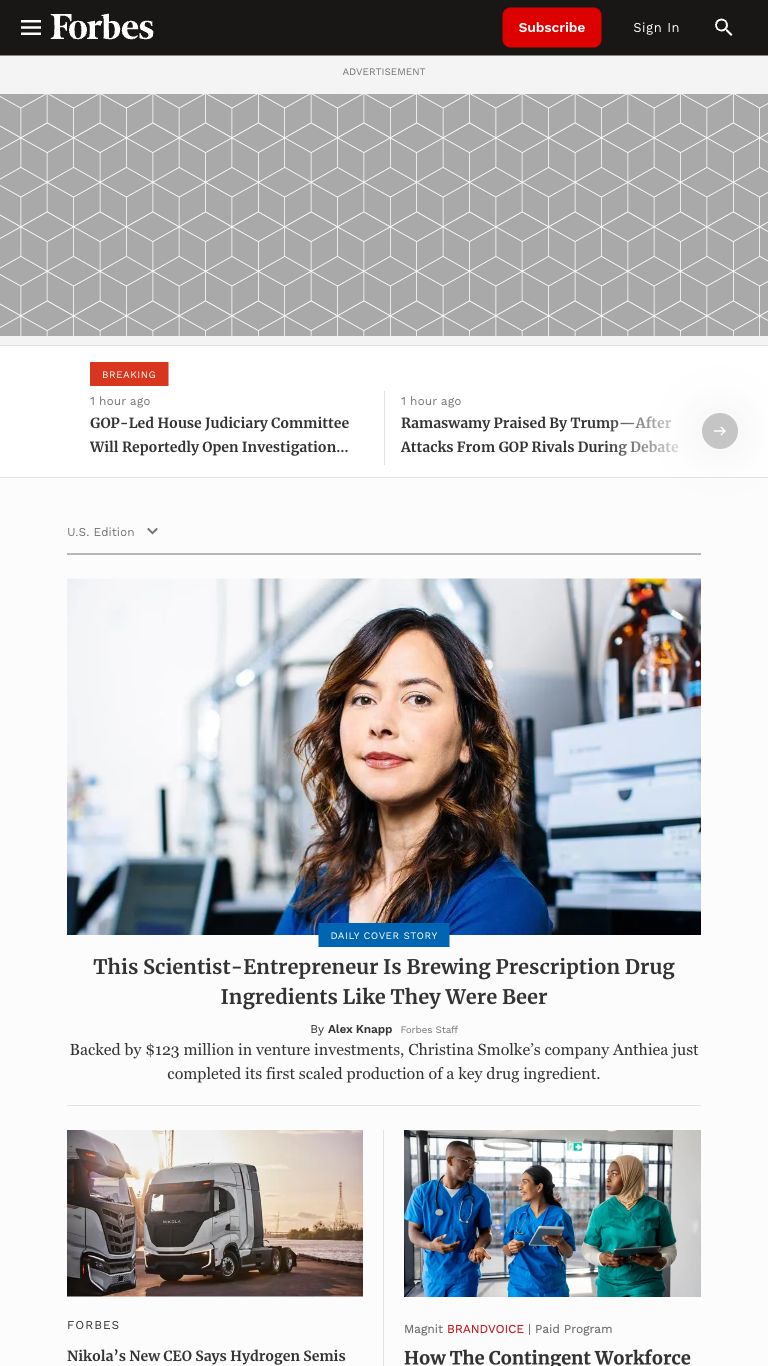 Forbes
Subscribe
Sign In
ADVERTISEMENT
BREAKING
1 hour ago
GOP-Led House Judiciary Committee
Will Reportedly Open Investigation...
1 hour ago
Ramaswamy Praised By Trump—After
Attacks From GOP Rivals During Debate
U.S. Edition
DAILY COVER STORY
This Scientist-Entrepreneur Is Brewing Prescription Drug
Ingredients Like They Were Beer
By Alex Knapp Forbes Staff
Backed by $123 million in venture investments, Christina Smolke’s company Anthiea just
completed its first scaled production of a key drug ingredient.
NIKOLA
FORBES
Nikola’s New CEO Says Hydrogen Semis
Magnit BRANDVOICE | Paid Program
How The Contingent Workforce